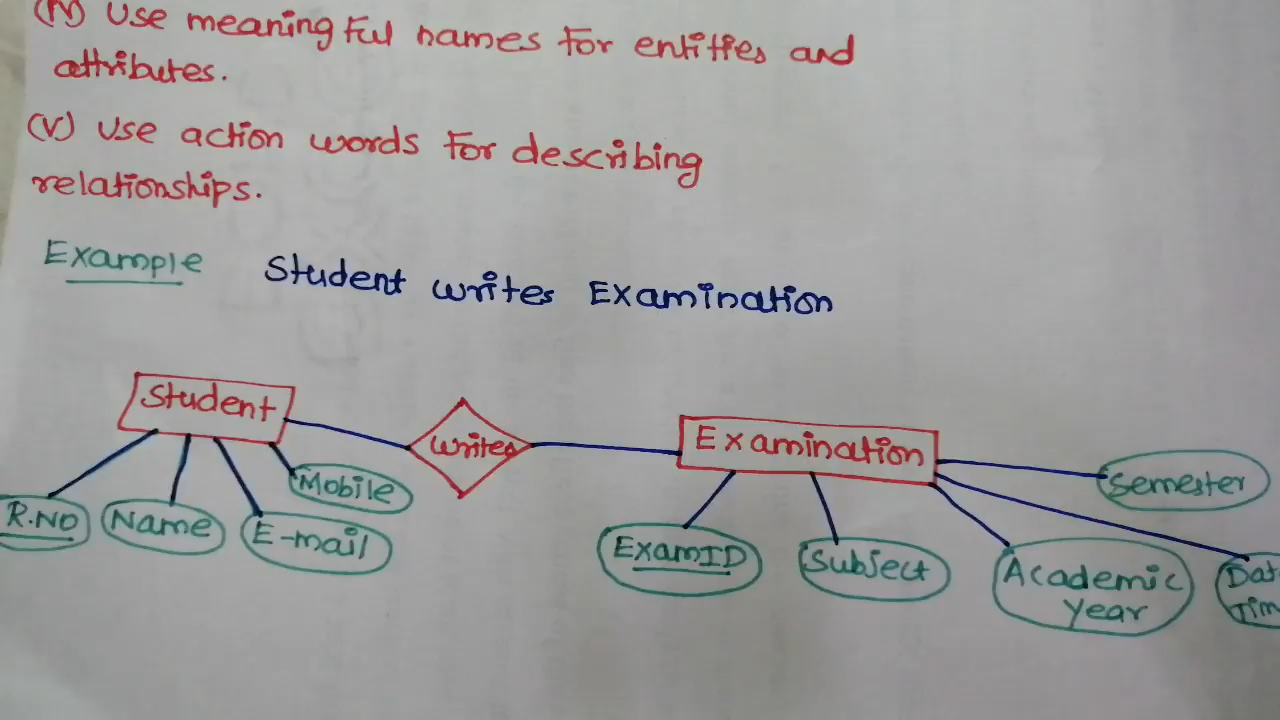 (iv) Use meaningful names for entities and
attributes.
(v) Use action words for describing
relationships.
Example Student writes Examination
Student
writes
Examination
Semester
Mobile
R.NO
Name
E-mail
ExamID
Subject
Academic
Year